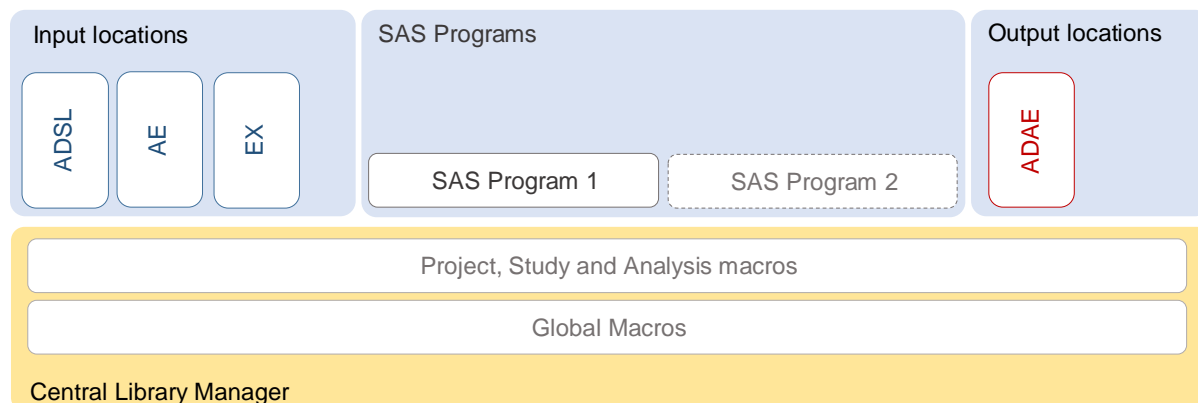 Input locations
ADSL
AE
EX
SAS Programs
SAS Program 1
SAS Program 2
Output locations
ADAE
Project, Study and Analysis macros
Global Macros
Central Library Manager